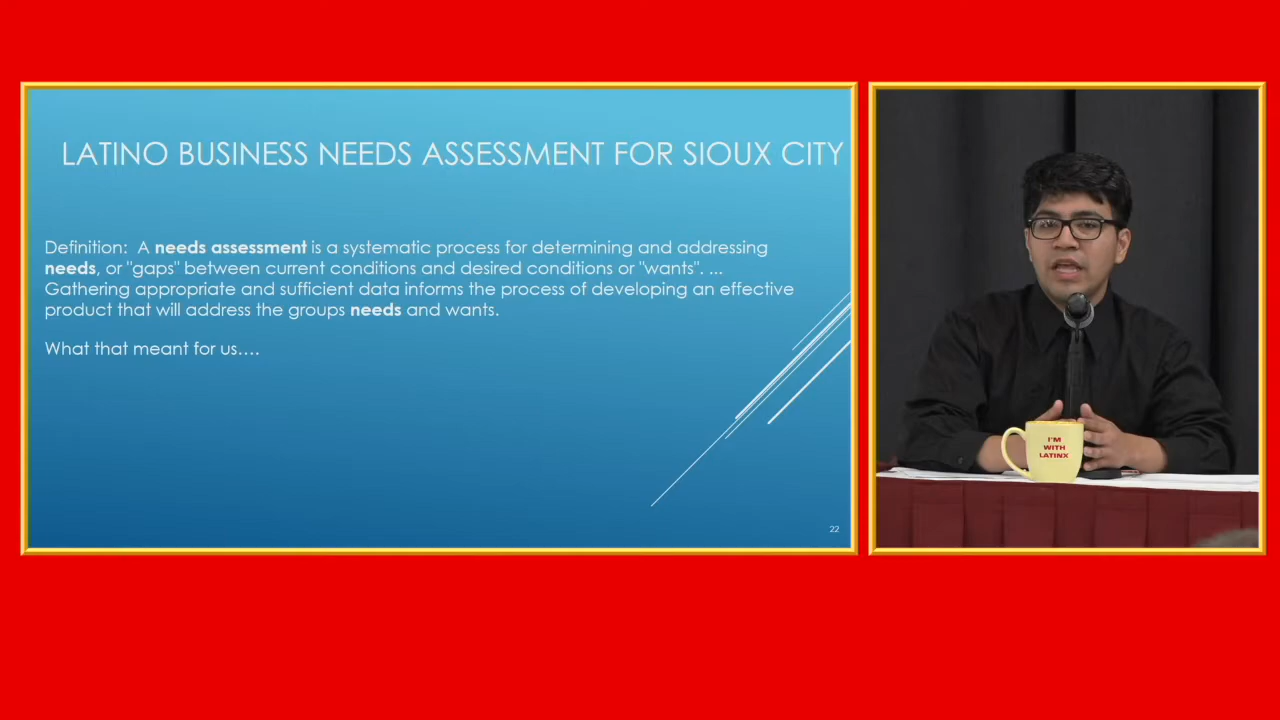 LATINO BUSINESS NEEDS ASSESSMENT FOR SIOUX CITY
Definition:  A needs assessment is a systematic process for determining and addressing
needs, or "gaps" between current conditions and desired conditions or "wants". ...
Gathering appropriate and sufficient data informs the process of developing an effective
product that will address the groups needs and wants.
What that meant for us….
22
I'M
WITH
LATINX